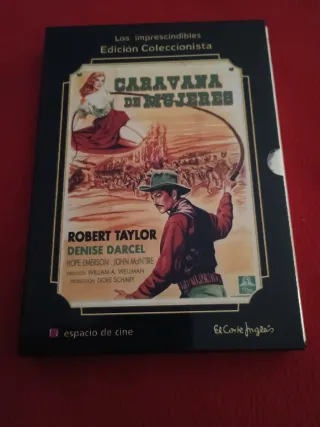 Los imprescindibles
Edición Coleccionista
CARAVANA
DE MUJERES
ROBERT TAYLOR
DENISE DARCEL
HOPE EMERSON JOHN McINTIRE
DIRECCION WILLIAM A. WELLMAN
DORE SCHARY
espacio de cine
El Corte Inglés